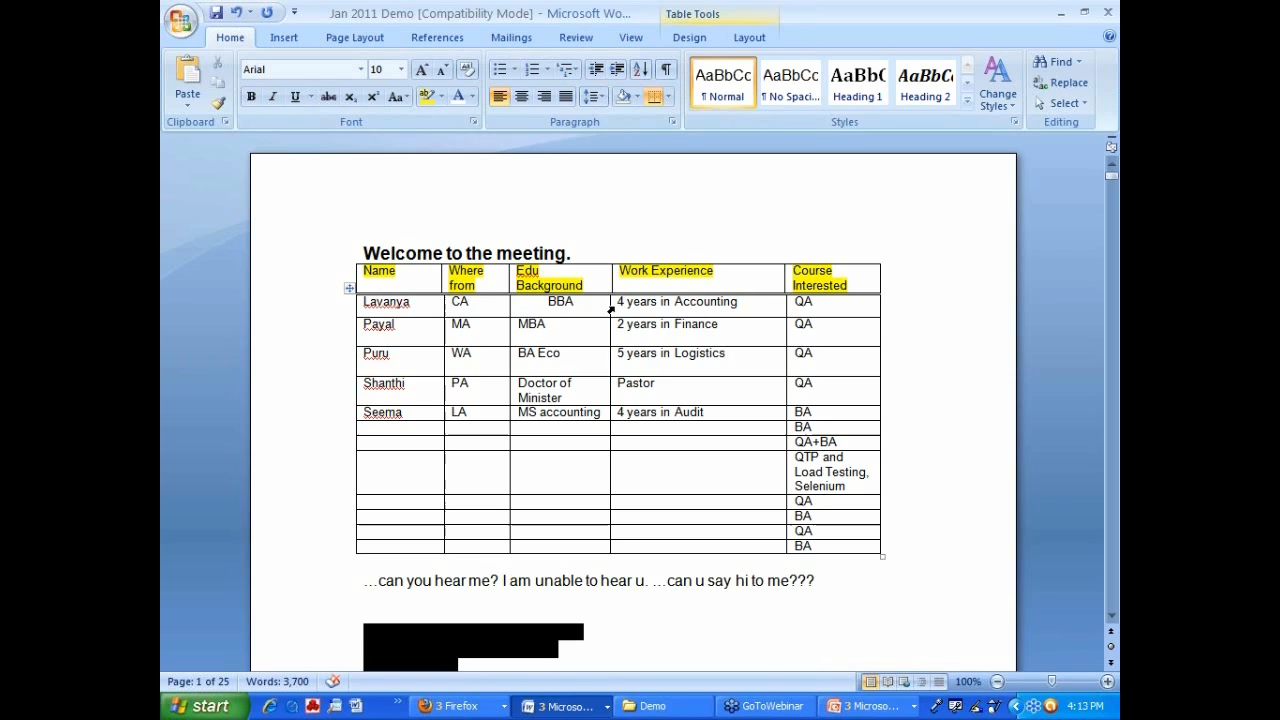 Jan 2011 Demo [Compatibility Mode] - Microsoft Wo...
Table Tools
Home Insert Page Layout References Mailings Review View Design Layout
Paste
Arial 10
AaBbCc AaBbCc AaBbC AaBbC
¶ Normal ¶ No Spaci... Heading 1 Heading 2
Change Styles
Find
Replace
Select
Clipboard Font Paragraph Styles Editing
Welcome to the meeting.
Name Where from Edu Background Work Experience Course Interested
Lavanya CA BBA 4 years in Accounting QA
Payal MA MBA 2 years in Finance QA
Puru WA BA Eco 5 years in Logistics QA
Shanthi PA Doctor of Minister Pastor QA
Seema LA MS accounting 4 years in Audit BA
BA
QA+BA
QTP and
Load Testing,
Selenium
QA
BA
QA
BA
…can you hear me? I am unable to hear u. …can u say hi to me???
Page: 1 of 25 Words: 3,700 100%
start 3 Firefox 3 Microso... Demo GoToWebinar 3 Microso... 4:13 PM